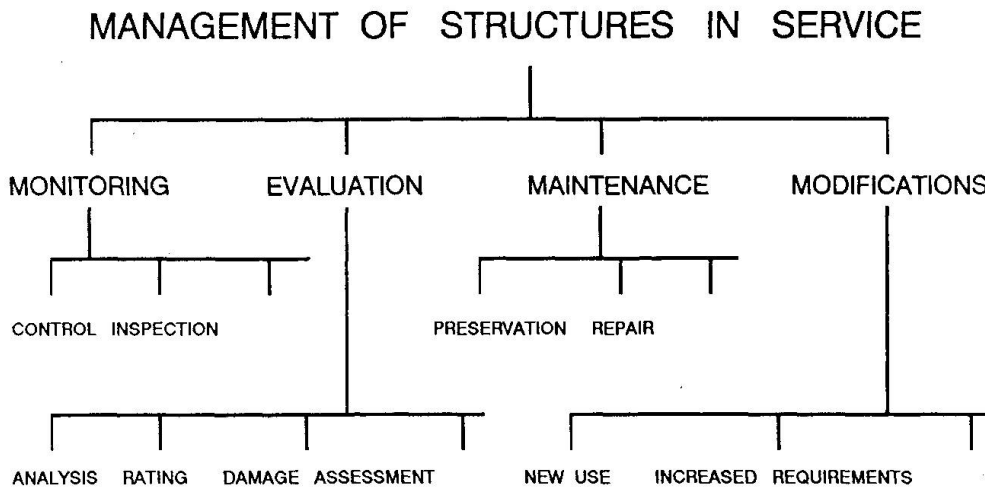 MANAGEMENT OF STRUCTURES IN SERVICE
MONITORING EVALUATION MAINTENANCE MODIFICATIONS
CONTROL INSPECTION PRESERVATION REPAIR
ANALYSIS RATING DAMAGE ASSESSMENT NEW USE INCREASED REQUIREMENTS